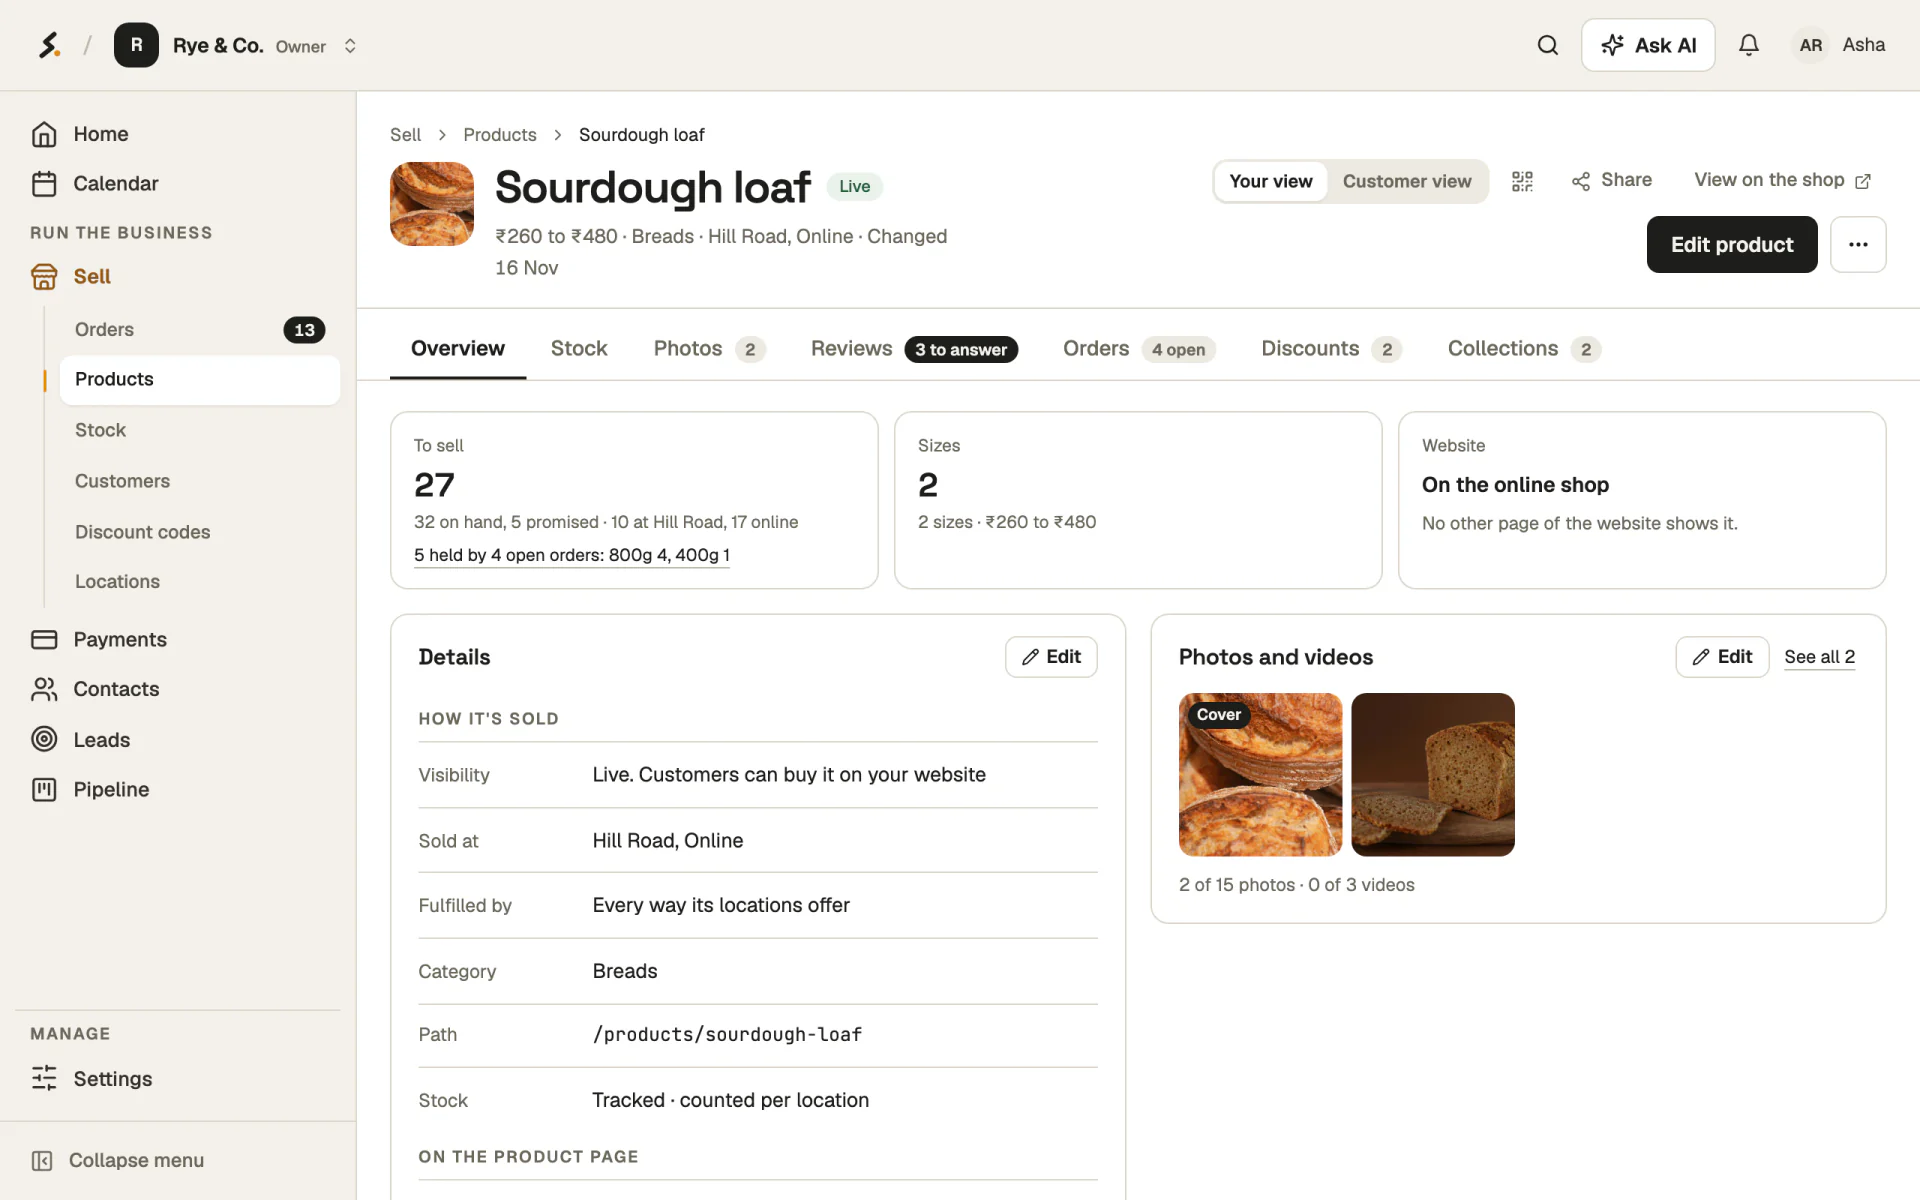 /
R
Rye & Co. Owner
Ask AI
AR
Asha
Home
Calendar
RUN THE BUSINESS
Sell
Orders 13
Products
Stock
Customers
Discount codes
Locations
Payments
Contacts
Leads
Pipeline
MANAGE
Settings
Collapse menu
Sell > Products > Sourdough loaf
Sourdough loaf Live
₹260 to ₹480 · Breads · Hill Road, Online · Changed
16 Nov
Your view Customer view
Share
View on the shop
Edit product
Overview
Stock
Photos 2
Reviews 3 to answer
Orders 4 open
Discounts 2
Collections 2
To sell
27
32 on hand, 5 promised · 10 at Hill Road, 17 online
5 held by 4 open orders: 800g 4, 400g 1
Sizes
2
2 sizes · ₹260 to ₹480
Website
On the online shop
No other page of the website shows it.
Details
Edit
HOW IT'S SOLD
Visibility Live. Customers can buy it on your website
Sold at Hill Road, Online
Fulfilled by Every way its locations offer
Category Breads
Path /products/sourdough-loaf
Stock Tracked · counted per location
ON THE PRODUCT PAGE
Photos and videos
Edit
See all 2
Cover
2 of 15 photos · 0 of 3 videos